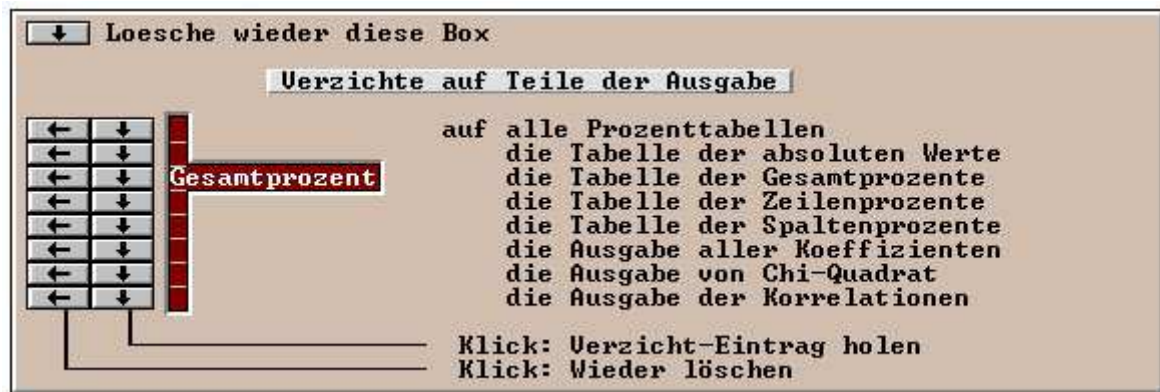 Loesche wieder diese Box
Verzichte auf Teile der Ausgabe
auf alle Prozenttabellen
die Tabelle der absoluten Werte
Gesamtprozent die Tabelle der Gesamtprozente
die Tabelle der Zeilenprozente
die Tabelle der Spaltenprozente
die Ausgabe aller Koeffizienten
die Ausgabe von Chi-Quadrat
die Ausgabe der Korrelationen
Klick: Verzicht-Eintrag holen
Klick: Wieder löschen